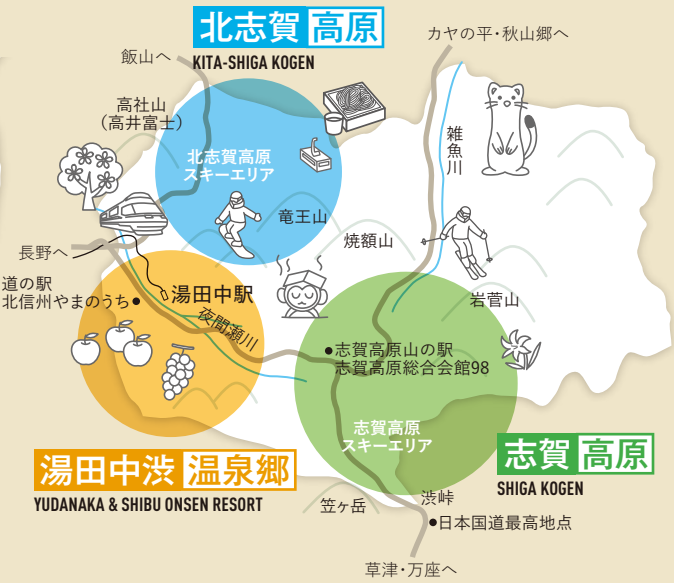 北志賀 高原
KITA-SHIGA KOGEN
カヤの平・秋山郷へ
飯山へ
高社山
（高井富士）
雑魚川
北志賀高原
スキーエリア
竜王山
焼額山
長野へ
道の駅
北信州やまのうち●
湯田中駅
夜間瀬川
岩菅山
●志賀高原山の駅
志賀高原総合会館98
志賀高原
スキーエリア
湯田中渋 温泉郷
YUDANAKA & SHIBU ONSEN RESORT
志賀 高原
SHIGA KOGEN
笠ヶ岳
渋峠
●日本国道最高地点
草津・万座へ